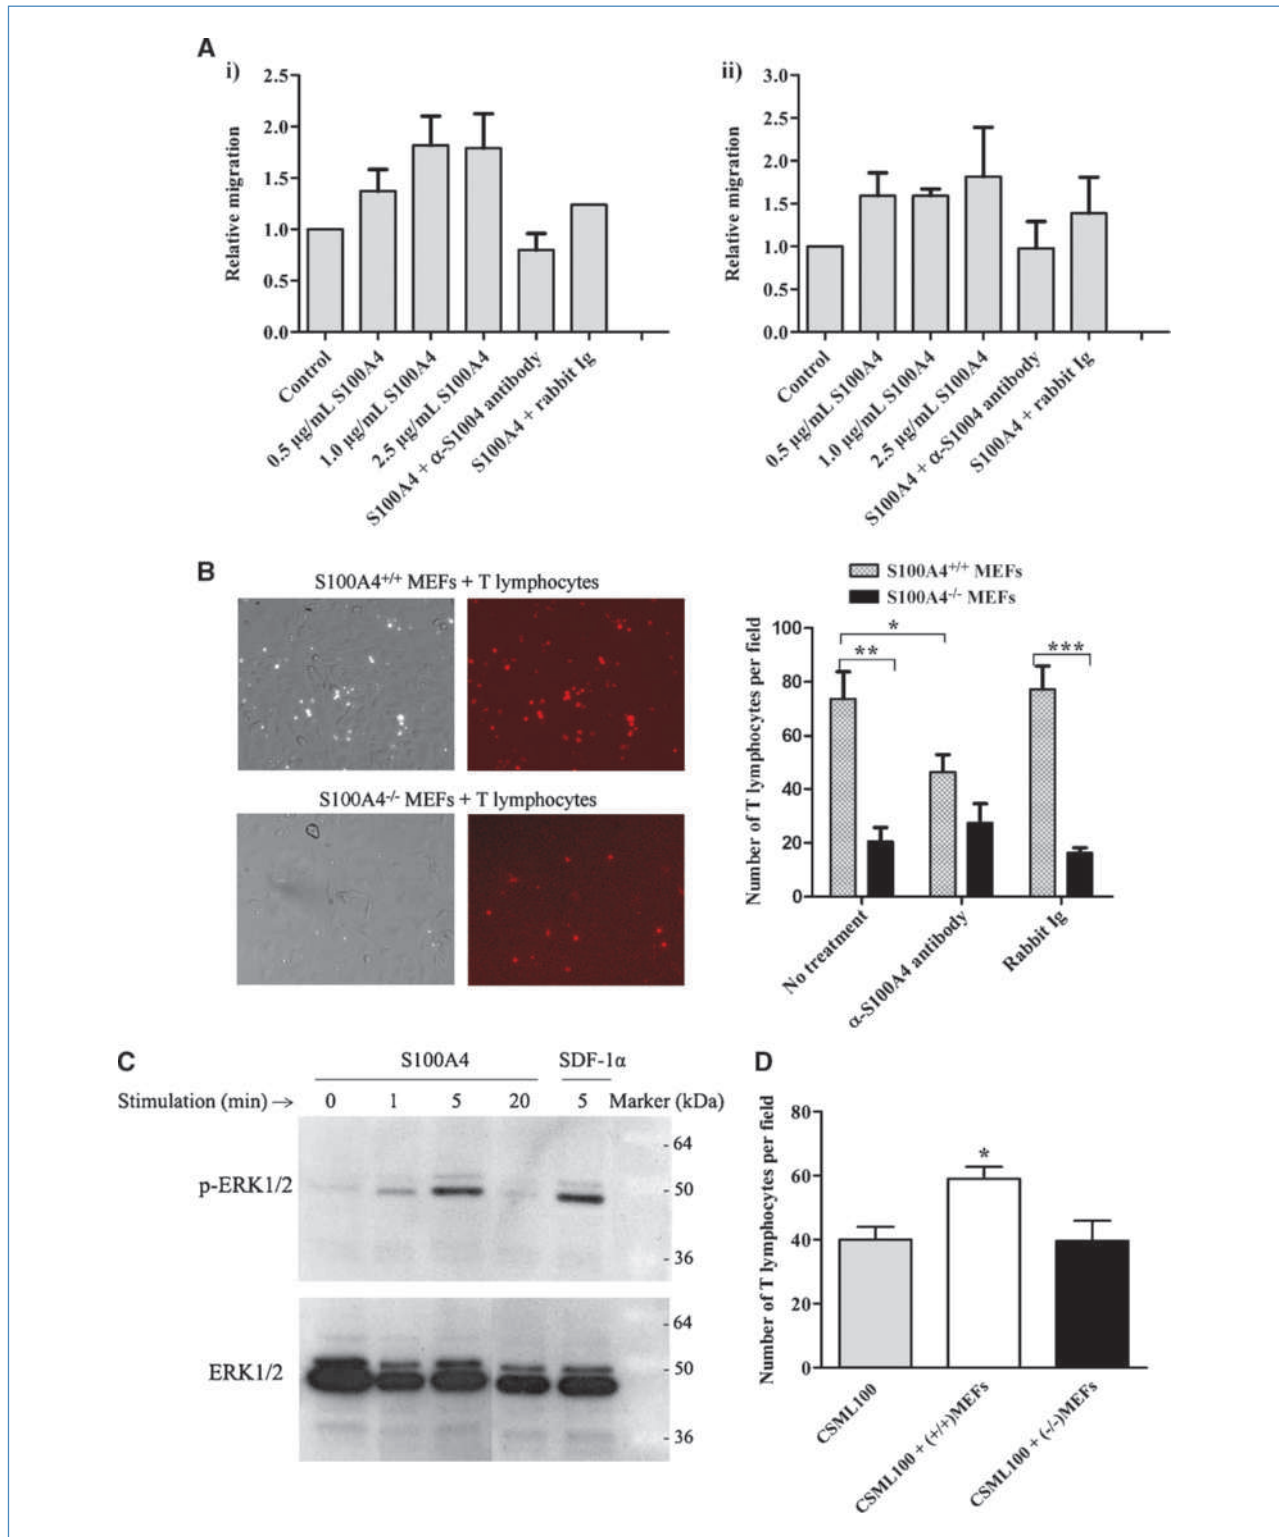 A
i)
2.5
2.0
1.5
1.0
0.5
0.0
Relative migration
Control
0.5 µg/mL S100A4
1.0 µg/mL S100A4
2.5 µg/mL S100A4
S100A4 + α-S1004 antibody
S100A4 + rabbit Ig
ii)
3.0
2.5
2.0
1.5
1.0
0.5
0.0
Relative migration
Control
0.5 µg/mL S100A4
1.0 µg/mL S100A4
2.5 µg/mL S100A4
S100A4 + α-S1004 antibody
S100A4 + rabbit Ig
B
S100A4+/+ MEFs + T lymphocytes
S100A4-/- MEFs + T lymphocytes
S100A4+/+ MEFs
S100A4-/- MEFs
100
80
60
40
20
0
Number of T lymphocytes per field
*
**
***
No treatment
α-S100A4 antibody
Rabbit Ig
C
S100A4
SDF-1α
Stimulation (min) → 0 1 5 20 5 Marker (kDa)
p-ERK1/2
- 64
- 50
- 36
ERK1/2
- 64
- 50
- 36
D
80
60
40
20
0
Number of T lymphocytes per field
*
CSML100
CSML100 + (+/+)MEFs
CSML100 + (-/-)MEFs